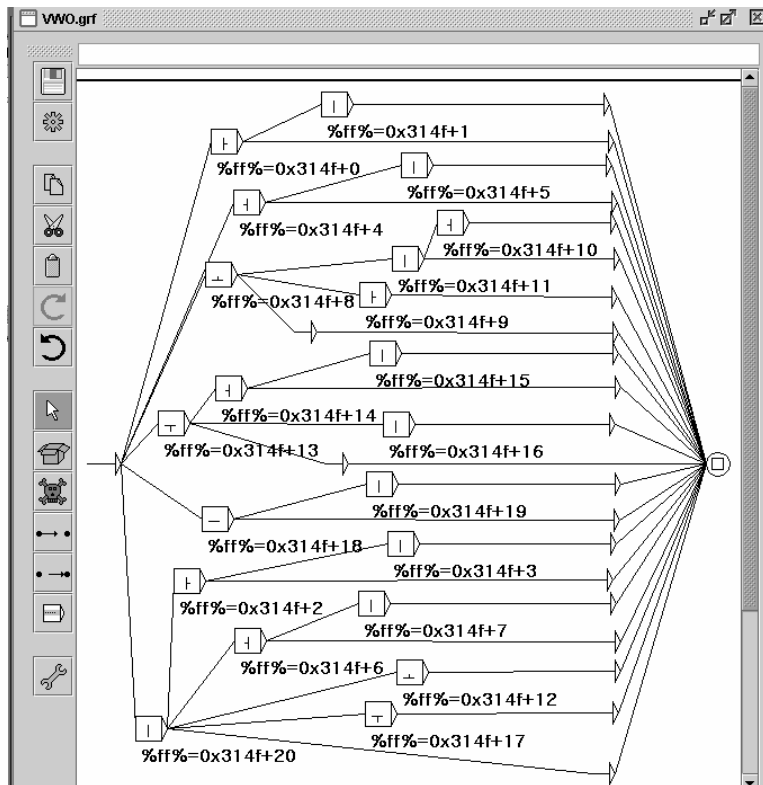 VWO.grf
ㅣ
%ff%=0x314f+1
ㅏ
%ff%=0x314f+0
ㅣ
%ff%=0x314f+5
ㅓ
%ff%=0x314f+4
ㅓ
ㅣ
%ff%=0x314f+10
ㅗ
%ff%=0x314f+8
ㅏ
%ff%=0x314f+11
%ff%=0x314f+9
ㅣ
%ff%=0x314f+15
ㅓ
%ff%=0x314f+14
ㅜ
%ff%=0x314f+13
ㅣ
%ff%=0x314f+16
ㅣ
%ff%=0x314f+19
ㅡ
%ff%=0x314f+18
ㅣ
%ff%=0x314f+3
ㅏ
%ff%=0x314f+2
ㅣ
%ff%=0x314f+7
ㅓ
%ff%=0x314f+6
ㅗ
%ff%=0x314f+12
ㅜ
%ff%=0x314f+17
ㅣ
%ff%=0x314f+20